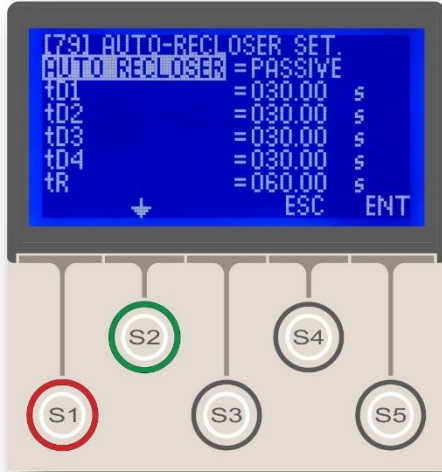 [79] AUTO-RECLOSER SET.
AUTO RECLOSER =PASSIVE
tD1 =030.00 s
tD2 =030.00 s
tD3 =030.00 s
tD4 =030.00 s
tR =060.00 s
ESC ENT
S2 S4
S1 S3 S5